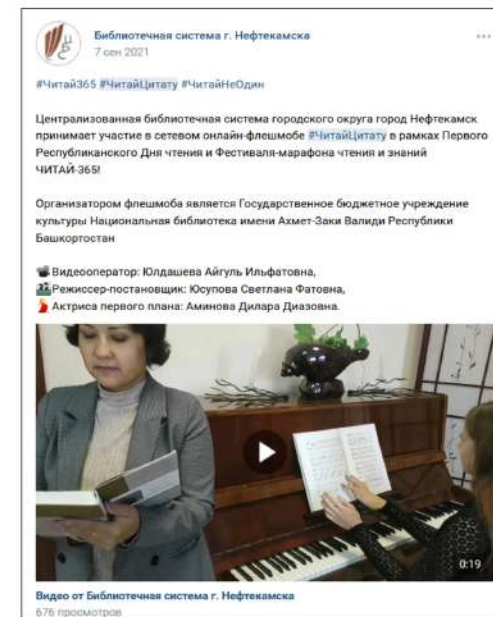 Библиотечная система г. Нефтекамска
7 сен 2021
#Читай365 #ЧитайЦитату #ЧитайНеОдин
Централизованная библиотечная система городского округа город Нефтекамск
принимает участие в сетевом онлайн-флешмобе #ЧитайЦитату в рамках Первого
Республиканского Дня чтения и Фестиваля-марафона чтения и знаний
ЧИТАЙ-365!
Организатором флешмоба является Государственное бюджетное учреждение
культуры Национальная библиотека имени Ахмет-Заки Валиди Республики
Башкортостан
Видеооператор: Юлдашева Айгуль Ильфатовна,
Режиссер-постановщик: Юсупова Светлана Фатовна,
Актриса первого плана: Аминова Дилара Диазовна.
0:19
Видео от Библиотечная система г. Нефтекамска
676 просмотров